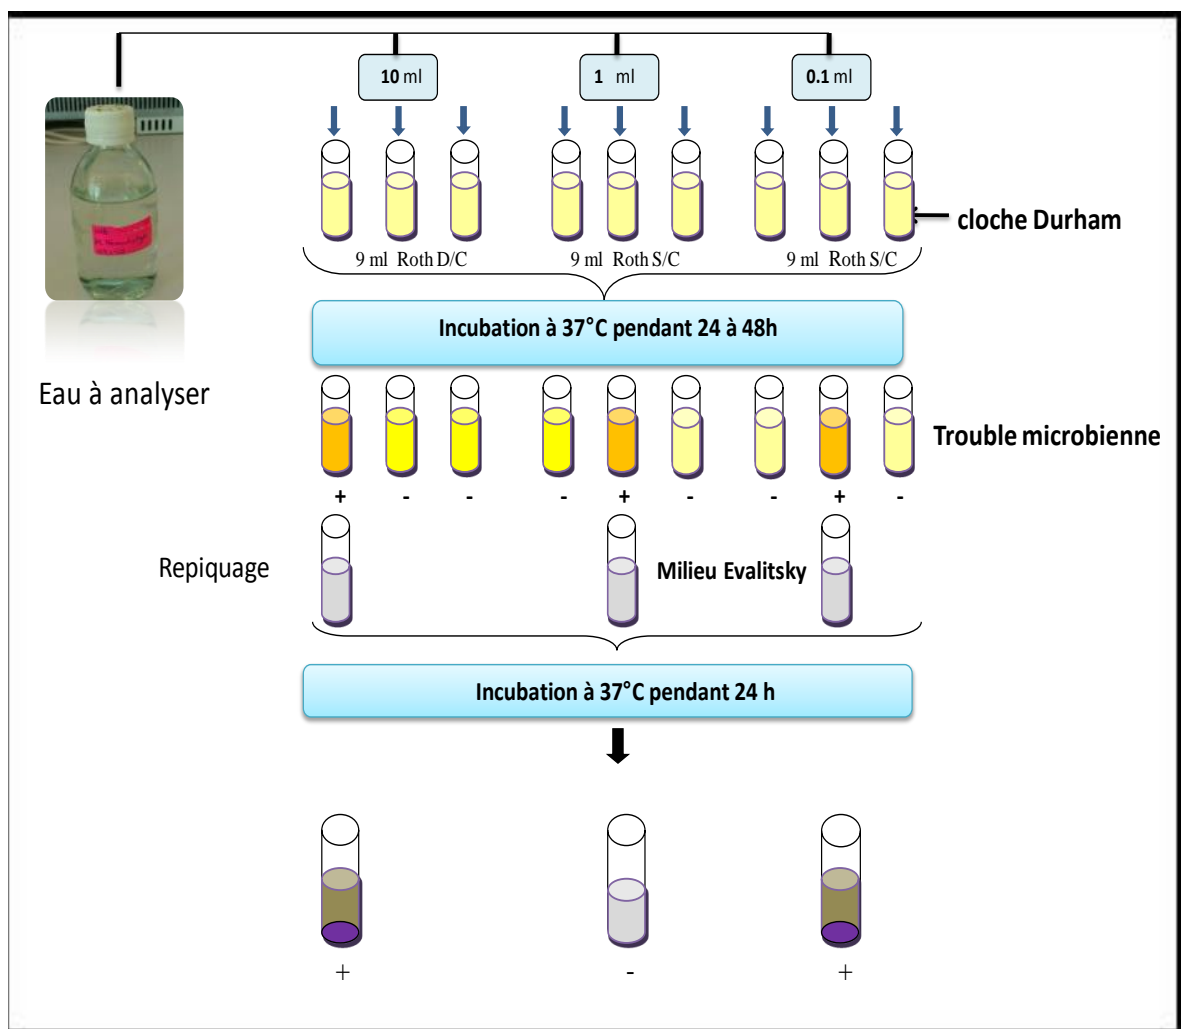 10 ml
1 ml
0.1 ml
cloche Durham
9 ml Roth D/C
9 ml Roth S/C
9 ml Roth S/C
Incubation à 37°C pendant 24 à 48h
Eau à analyser
Trouble microbienne
+ - - - + - - + -
Repiquage
Milieu Evalitsky
Incubation à 37°C pendant 24 h
+ - +